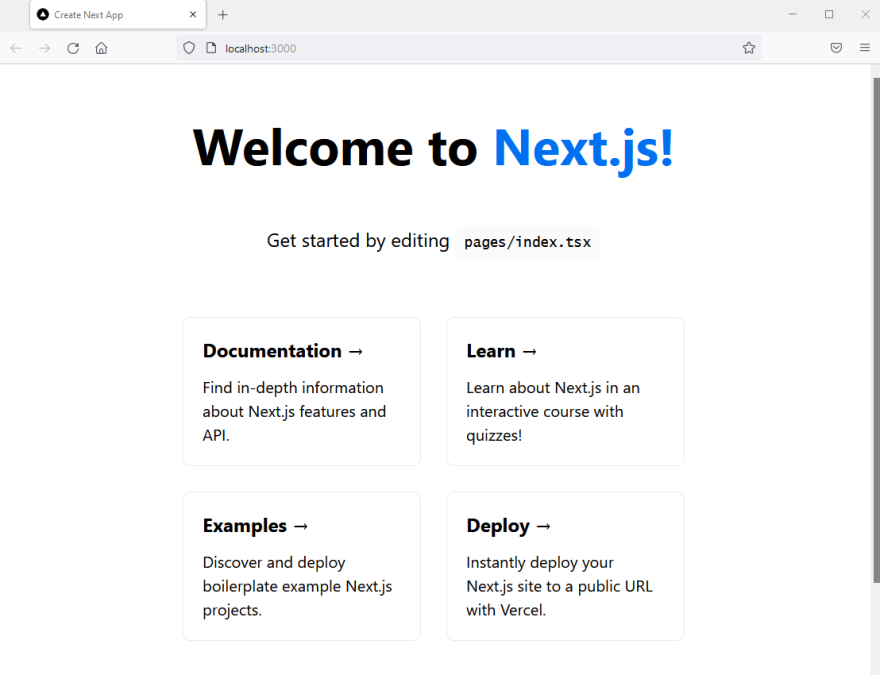 Create Next App
localhost:3000
Welcome to Next.js!
Get started by editing pages/index.tsx
Documentation →
Find in-depth information
about Next.js features and
API.
Learn →
Learn about Next.js in an
interactive course with
quizzes!
Examples →
Discover and deploy
boilerplate example Next.js
projects.
Deploy →
Instantly deploy your
Next.js site to a public URL
with Vercel.